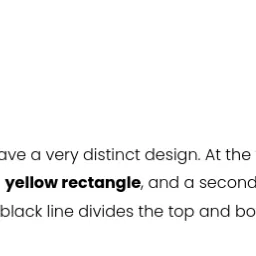 ave a very distinct design. At the
yellow rectangle, and a second
black line divides the top and bo